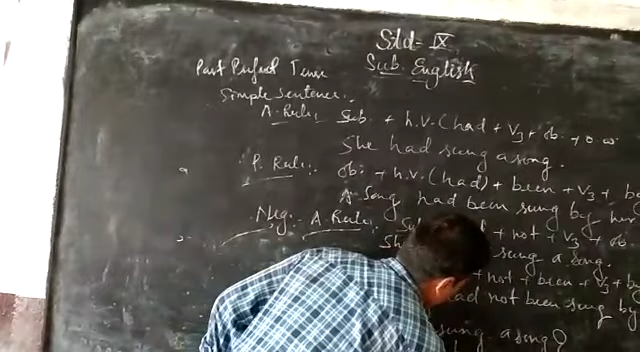 Std- IX
Sub. English
Past Perfect Tense
Simple Sentence:
A. Rule: Sub. + h.v. (had + V3 + ob. + o.w.
She had sung a song.
P. Rule:. ob. + h.v. (had) + been + V3 + by
A song had been sung by her
Neg:- A. Rule: + not + V3 + ob
sung a song.
+ not + been + V3 + by
had not been sung by
sung a song?